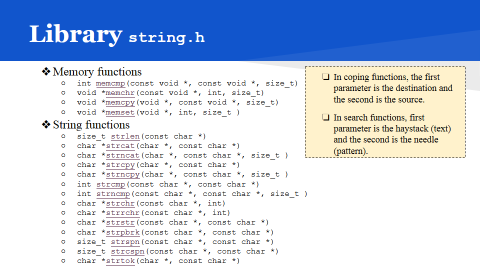 Library string.h
❖Memory functions
o int memcmp(const void *, const void *, size_t)
o void *memchr(const void *, int, size_t)
o void *memcpy(void *, const void *, size_t)
o void *memset(void *, int, size_t )
❖String functions
o size_t strlen(const char *)
o char *strcat(char *, const char *)
o char *strncat(char *, const char *, size_t )
o char *strcpy(char *, const char *)
o char *strncpy(char *, const char *, size_t )
o int strcmp(const char *, const char *)
o int strncmp(const char *, const char *, size_t )
o char *strchr(const char *, int)
o char *strrchr(const char *, int)
o char *strstr(const char *, const char *)
o char *strpbrk(const char *, const char *)
o size_t strspn(const char *, const char *)
o size_t strcspn(const char *, const char *)
o char *strtok(char *, const char *)
❑ In coping functions, the first
parameter is the destination and
the second is the source.
❑ In search functions, first
parameter is the haystack (text)
and the second is the needle
(pattern).